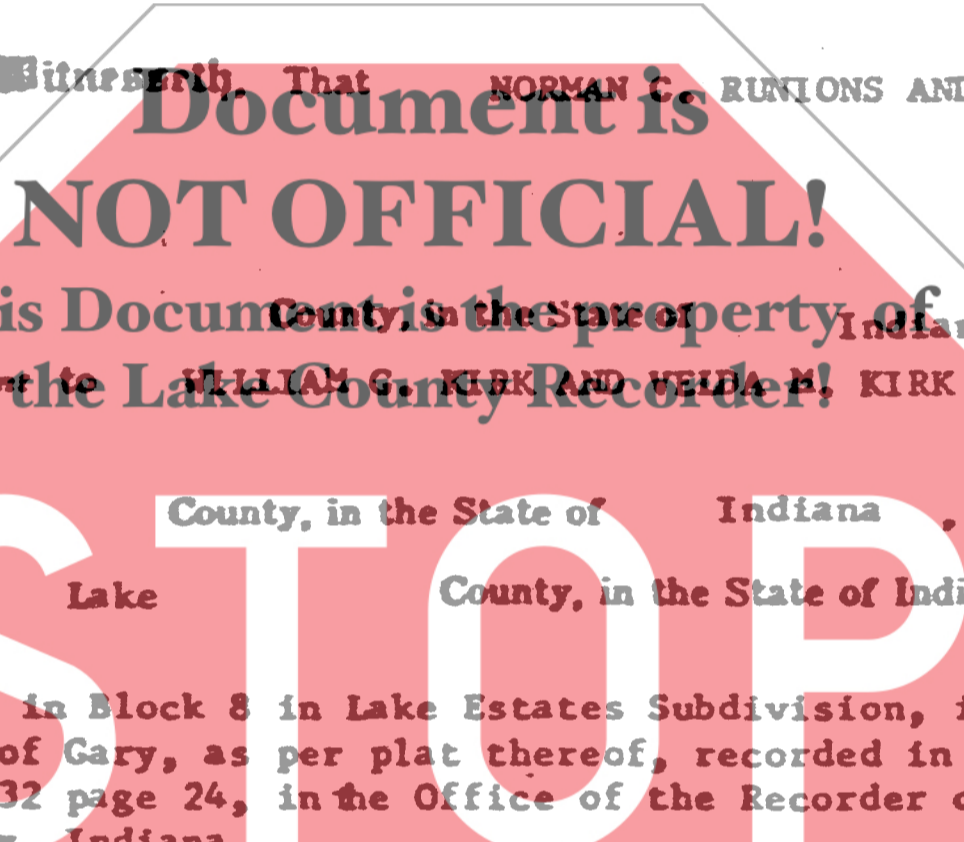 Witnesseth, That NORMAN C. RUNIONS AND
Document is
NOT OFFICIAL!
is Document is the property of
County, in the State of Indian
the Lake County Recorder!
nt to WILLIAM G. KIRK AND VELDA M. KIRK
STOP
County, in the State of Indiana ,
Lake County, in the State of Indi
in Block 8 in Lake Estates Subdivision, i
of Gary, as per plat thereof, recorded in
32 page 24, in the Office of the Recorder o
Indiana